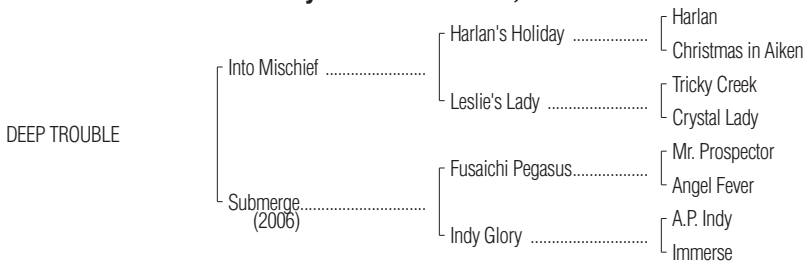 Harlan
Harlan's Holiday ..................
Christmas in Aiken
Into Mischief ........................
Tricky Creek
Leslie's Lady ........................
Crystal Lady
DEEP TROUBLE
Mr. Prospector
Fusaichi Pegasus..................
Angel Fever
Submerge..............................
(2006)
A.P. Indy
Indy Glory ............................
Immerse